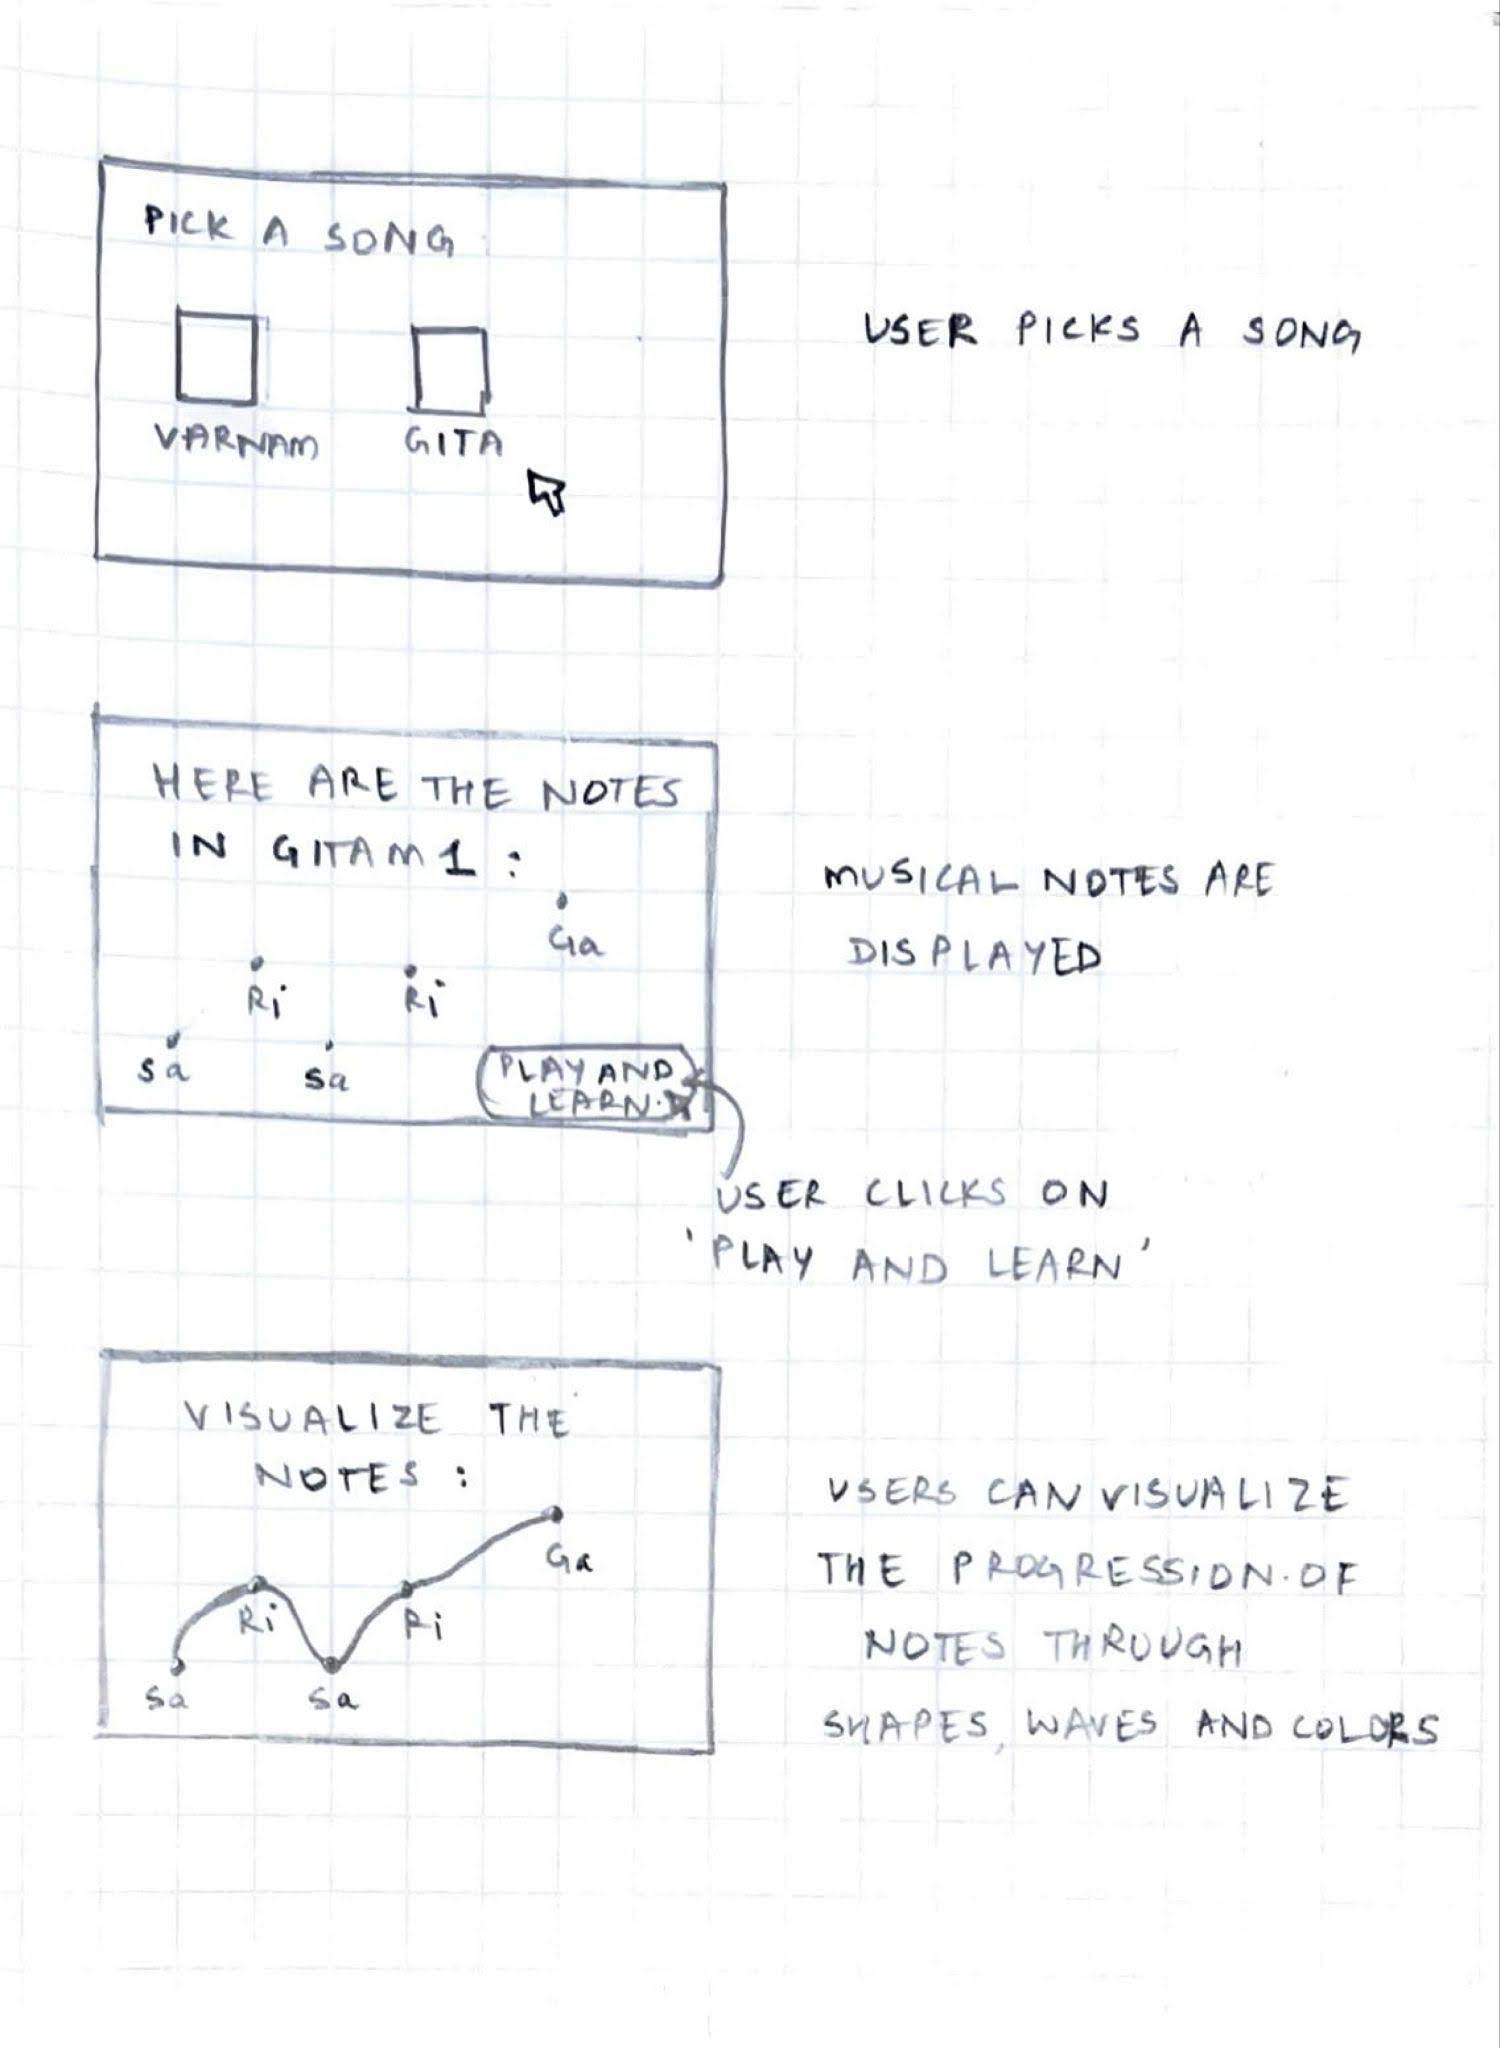 PICK A SONG
VARNAM GITA
USER PICKS A SONG
HERE ARE THE NOTES
IN GITAM 1 :
Ga
Ri Ri
Sa Sa
PLAY AND
LEARN
MUSICAL NOTES ARE
DISPLAYED
USER CLICKS ON
'PLAY AND LEARN'
VISUALIZE THE
NOTES :
Ga
Ri Ri
Sa Sa
USERS CAN VISUALIZE
THE PROGRESSION OF
NOTES THROUGH
SHAPES, WAVES AND COLORS